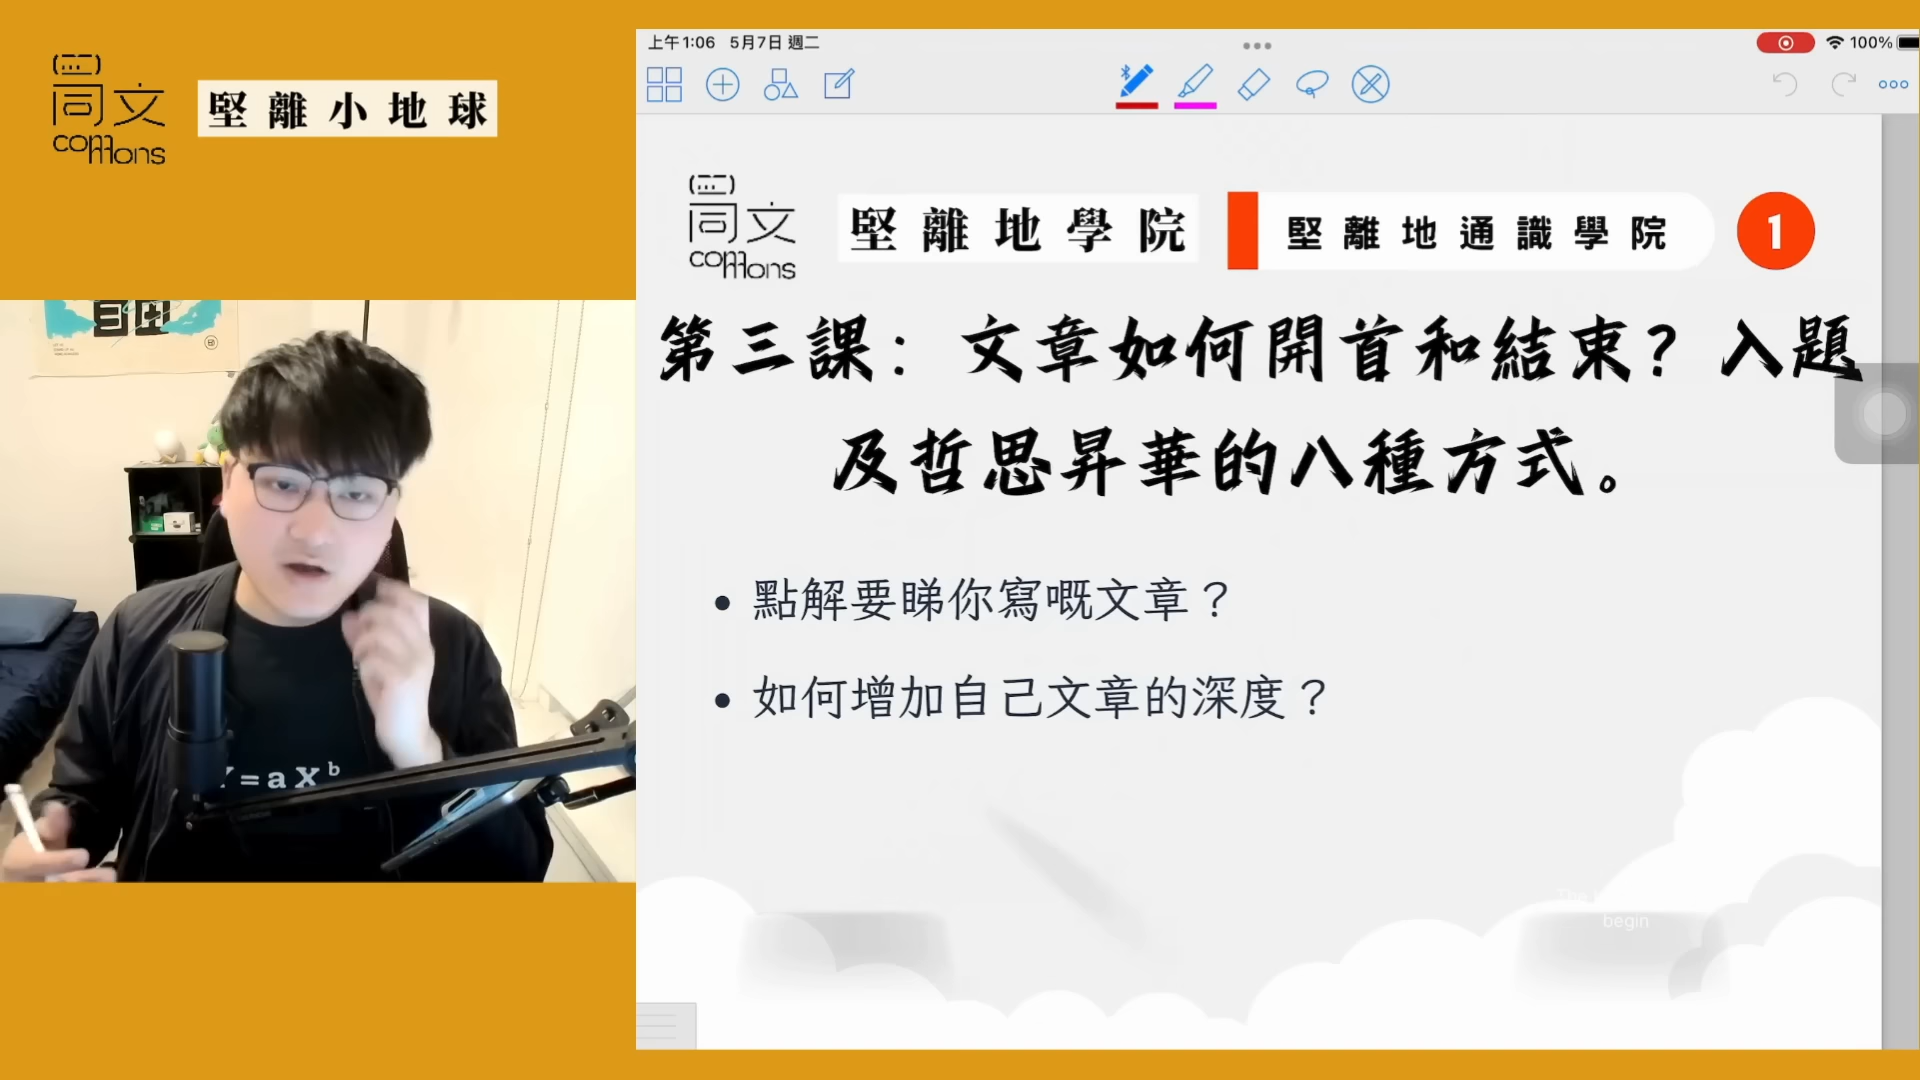 同文
commons
堅離小地球
自由
Y=aXᵇ
上午1:06 5月7日 週二
100%
同文
commons
堅離地學院
堅離地通識學院
1
第三課：文章如何開首和結束？入題
及哲思昇華的八種方式。
• 點解要睇你寫嘅文章？
• 如何增加自己文章的深度？
begin